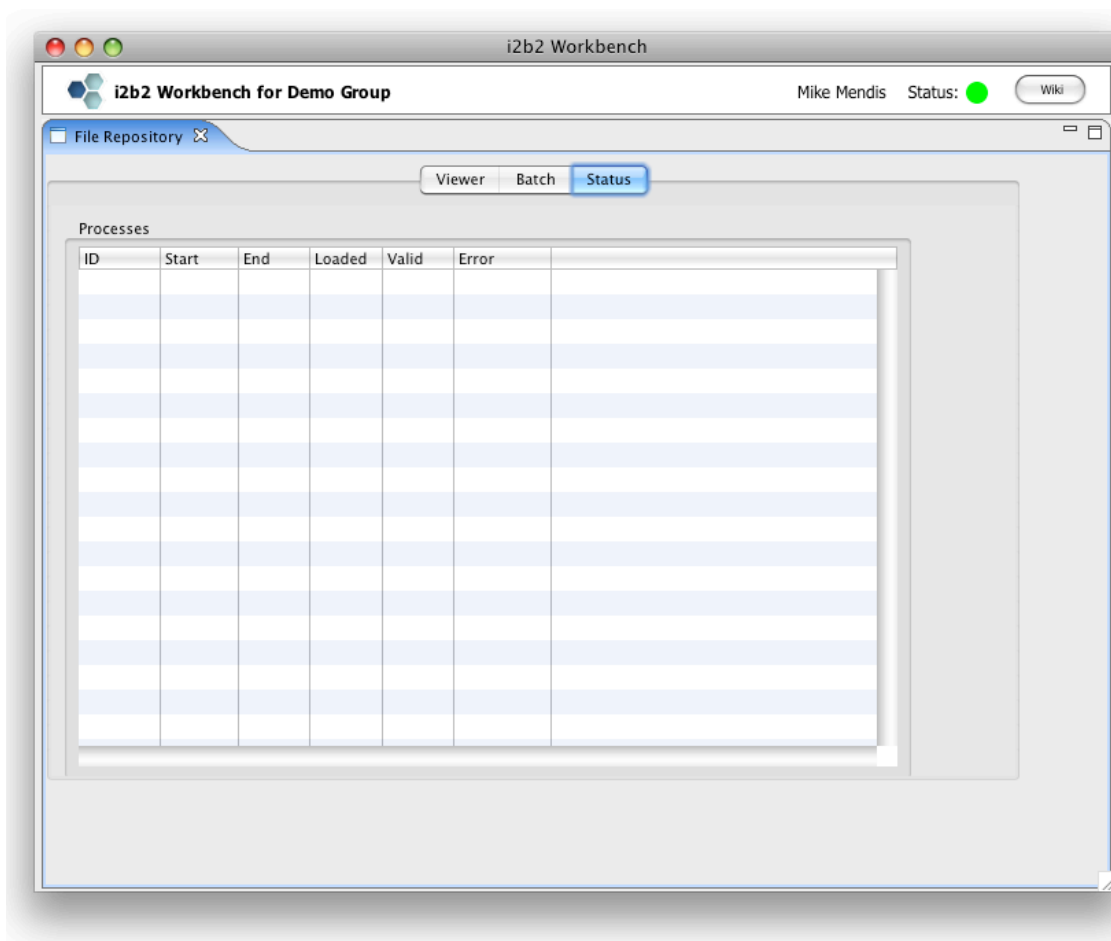 i2b2 Workbench
i2b2 Workbench for Demo Group Mike Mendis Status: Wiki
File Repository
Viewer Batch Status
Processes
ID Start End Loaded Valid Error